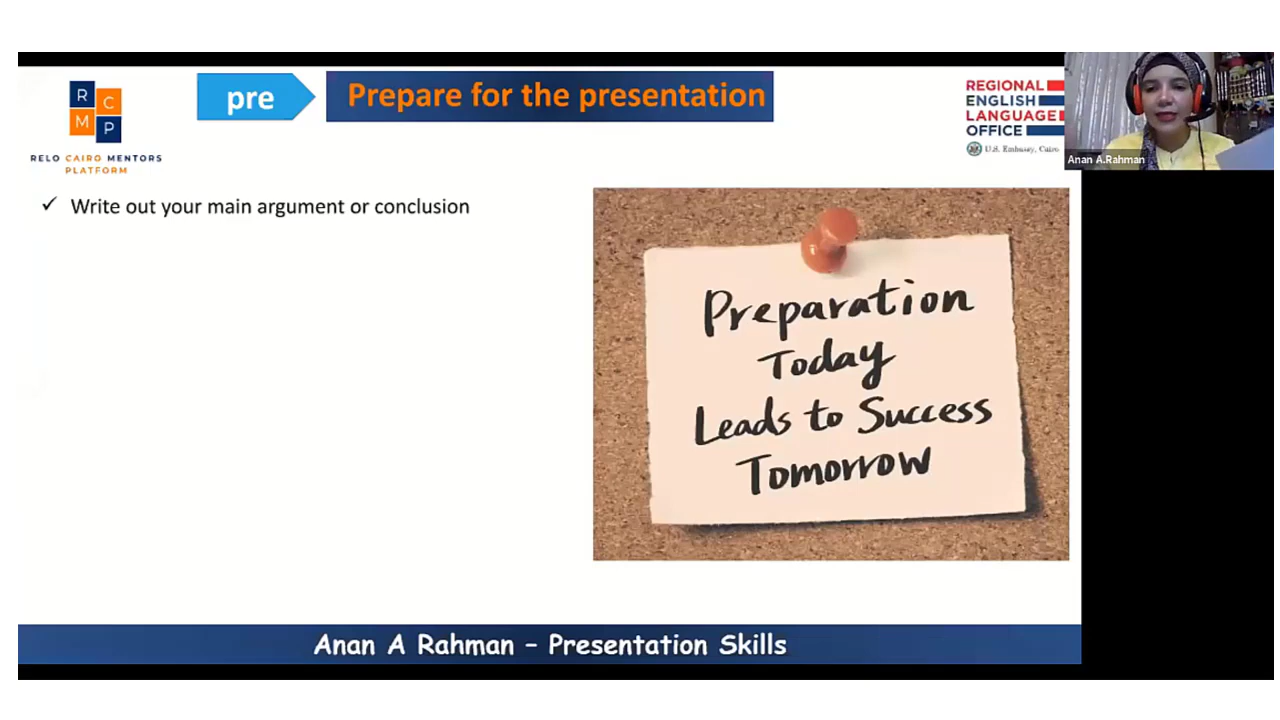 R
C
M
P
RELO CAIRO MENTORS
PLATFORM
pre
Prepare for the presentation
REGIONAL
ENGLISH
LANGUAGE
OFFICE
U.S. Embassy, Cairo
Anan A.Rahman
✓ Write out your main argument or conclusion
Preparation
Today
Leads to Success
Tomorrow
Anan A Rahman – Presentation Skills